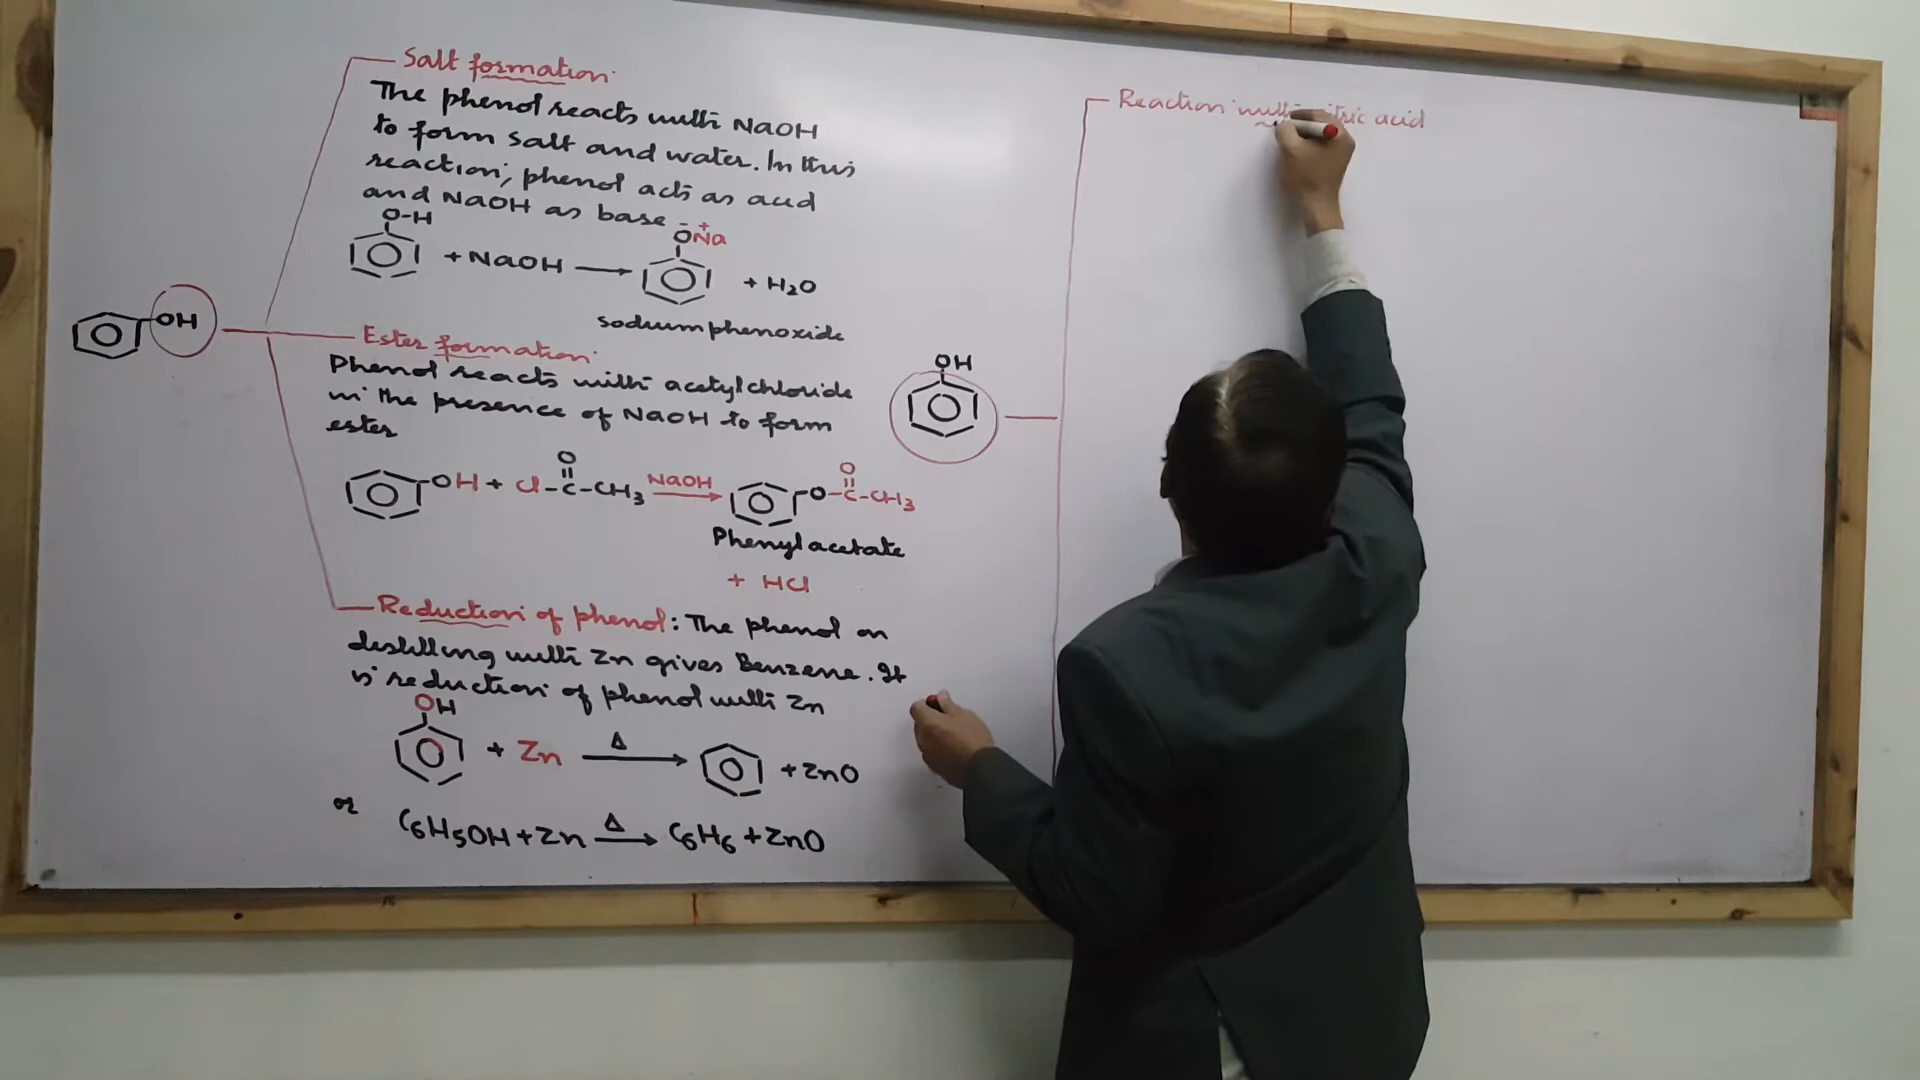 Salt formation:
The phenol reacts with NaOH
to form salt and water. In this
reaction, phenol acts as acid
and NaOH as base
O-H
- +
ONa
+ NaOH ⟶ + H2O
sodium phenoxide
OH
Ester formation:
Phenol reacts with acetylchloride
in the presence of NaOH to form
ester
O
OH + Cl-C-CH3 NaOH ⟶
O
O-C-CH3
Phenyl acetate
+ HCl
Reduction of phenol: The phenol on
distilling with Zn gives Benzene. It
is reduction of phenol with Zn
OH
+ Zn Δ ⟶ + ZnO
or
C6H5OH + Zn Δ ⟶ C6H6 + ZnO
OH
Reaction with
acid